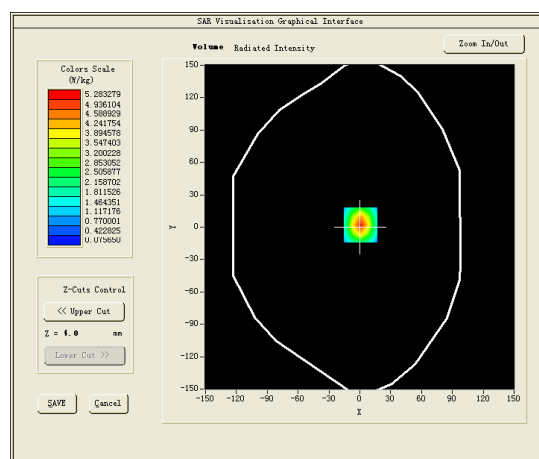 SAR Visualisation Graphical Interface
Volume Radiated Intensity
Zoom In/Out
Colors Scale
(W/kg)
5.283279
4.936104
4.588929
4.241754
3.894578
3.547403
3.200228
2.853052
2.505877
2.158702
1.811526
1.464351
1.117176
0.770001
0.422825
0.075650
Z-Cuts Control
<< Upper Cut
Z = 4.0 mm
Lower Cut >>
SAVE Cancel
150
120
90
60
30
0
-30
-60
-90
-120
-150
Y
-150 -120 -90 -60 -30 0 30 60 90 120 150
X